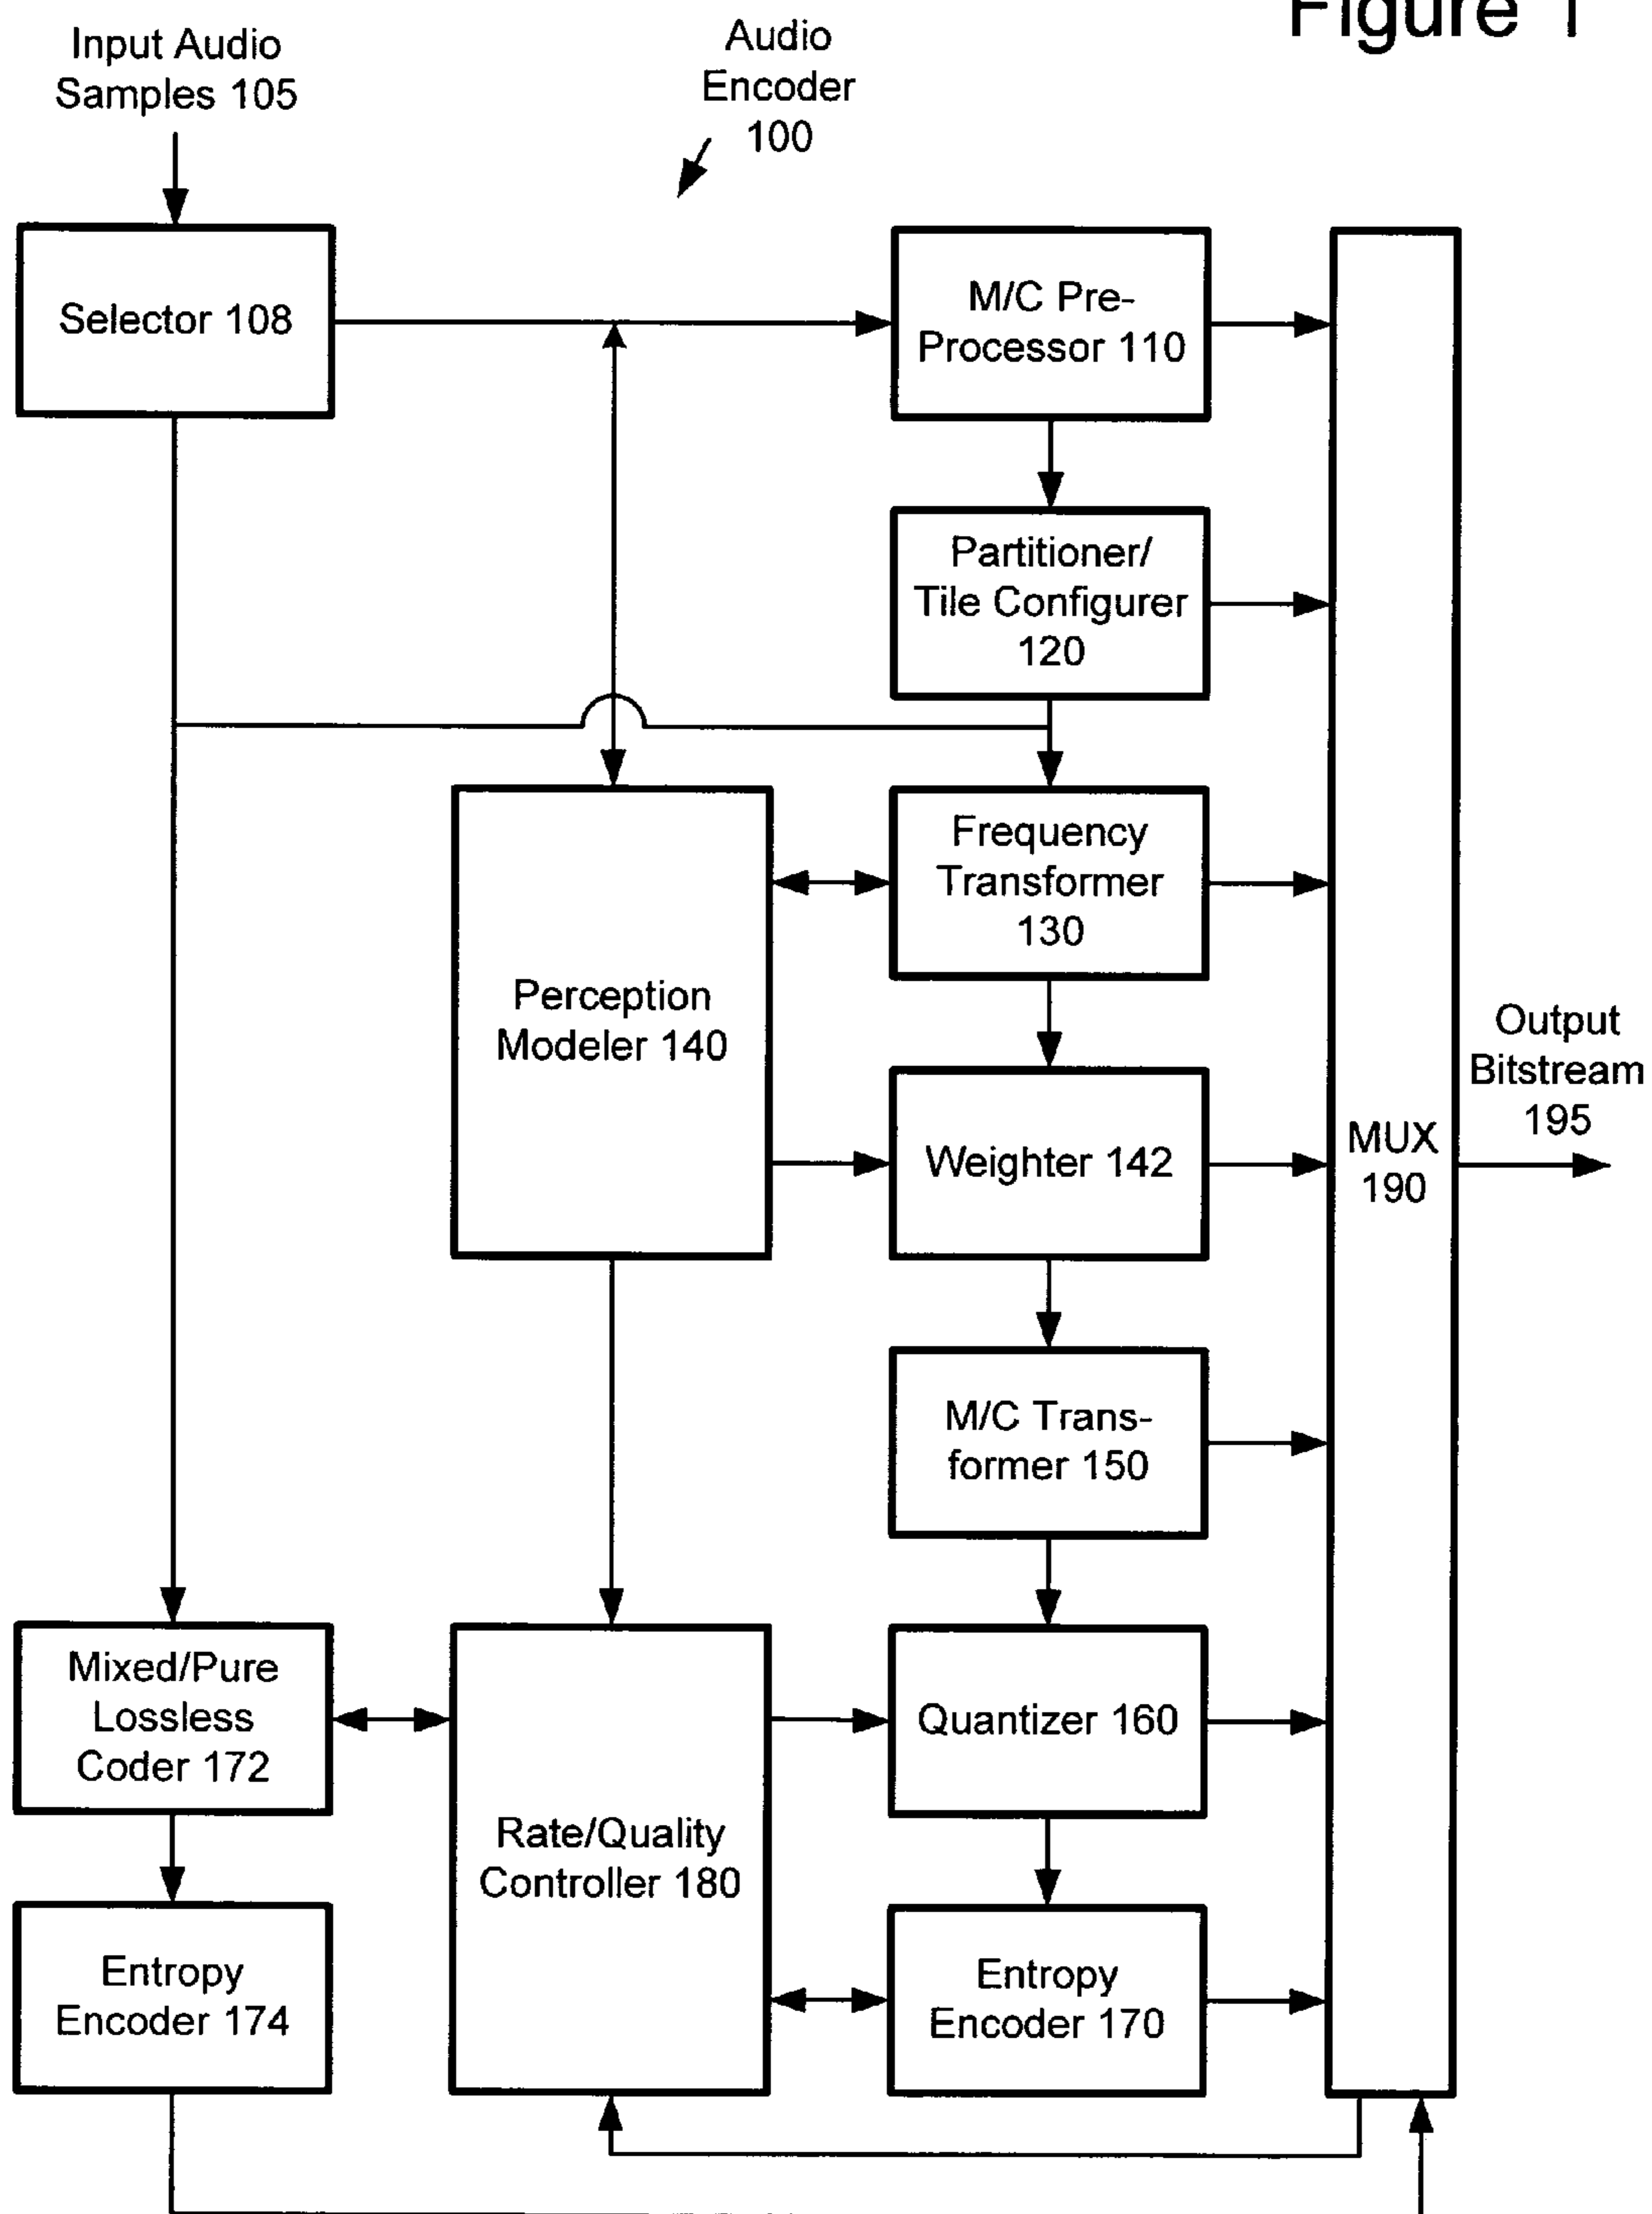 Figure 1
Input Audio
Samples 105
Audio
Encoder
100
Selector 108
M/C Pre-
Processor 110
Partitioner/
Tile Configurer
120
Frequency
Transformer
130
Perception
Modeler 140
Weighter 142
Output
Bitstream
195
MUX
190
M/C Trans-
former 150
Mixed/Pure
Lossless
Coder 172
Quantizer 160
Rate/Quality
Controller 180
Entropy
Encoder 174
Entropy
Encoder 170